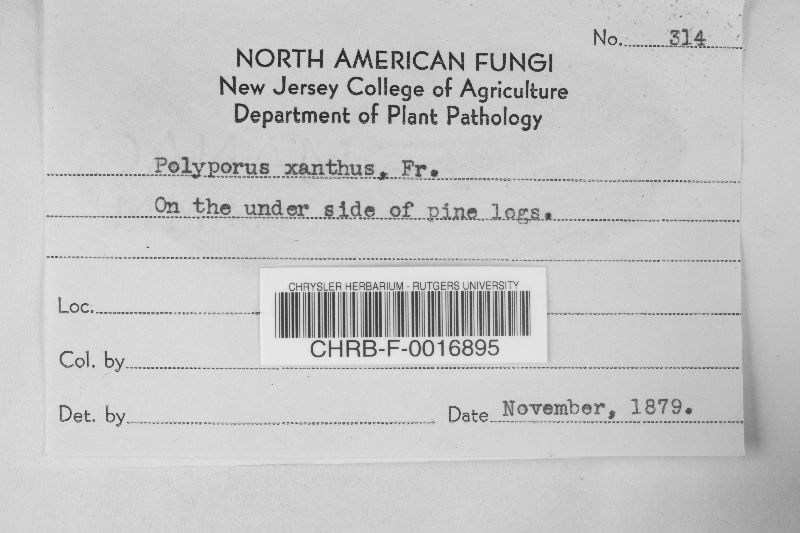 No. 314
NORTH AMERICAN FUNGI
New Jersey College of Agriculture
Department of Plant Pathology
Polyporus xanthus, Fr.
On the under side of pine logs.
CHRYSLER HERBARIUM - RUTGERS UNIVERSITY
Loc.
CHRB-F-0016895
Col. by
Det. by Date November, 1879.